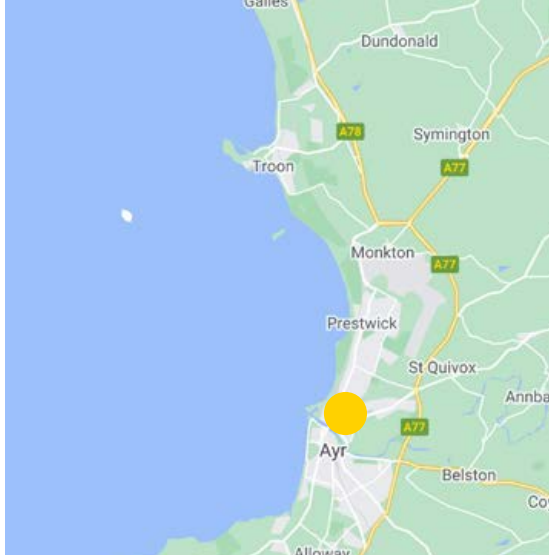 Dundonald
A78
Symington
A77
Troon
Monkton
A77
Prestwick
St Quivox
A77
Ayr
Belston